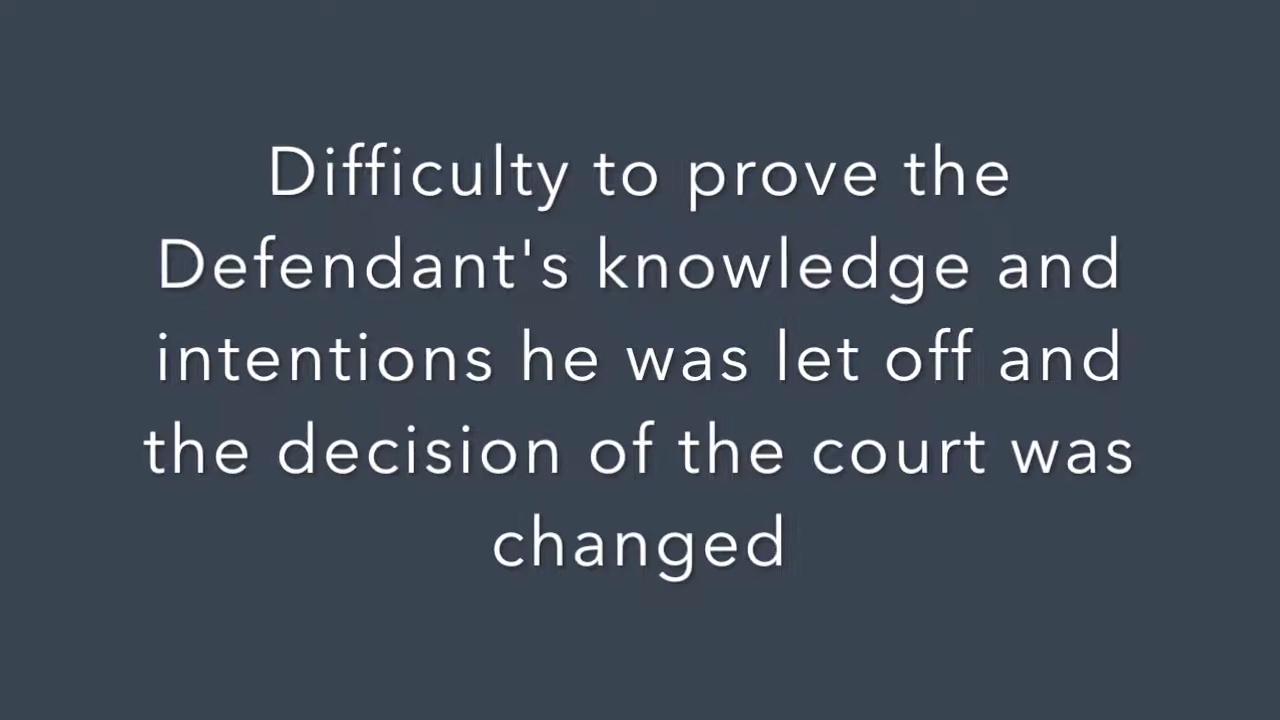 Difficulty to prove the
Defendant's knowledge and
intentions he was let off and
the decision of the court was
changed